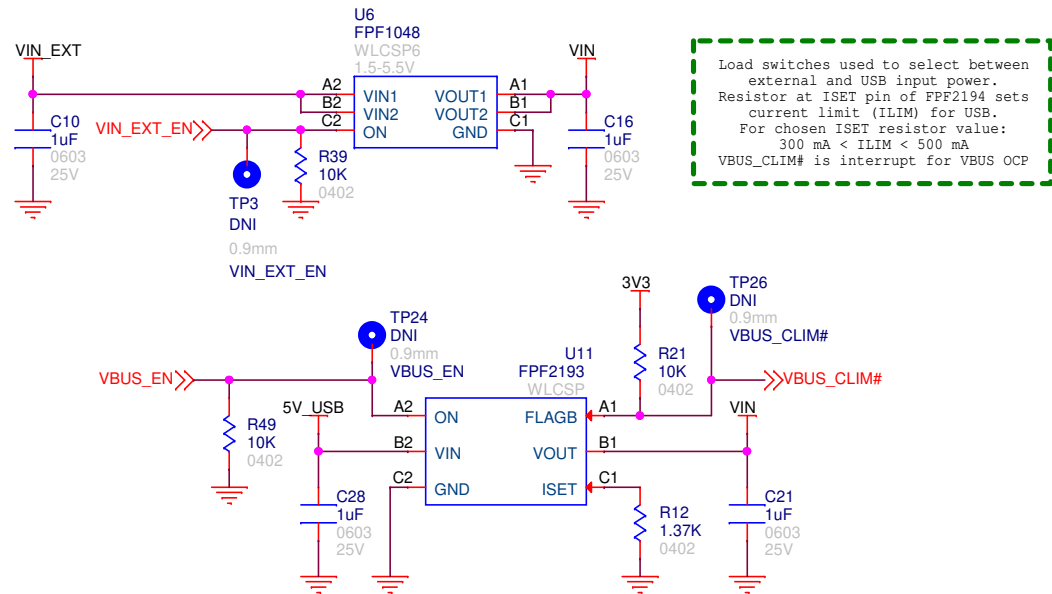 U6
FPF1048
WLCSP6
1.5-5.5V
VIN_EXT
VIN
A2
VIN1
VOUT1
A1
B2
VIN2
VOUT2
B1
C2
ON
GND
C1
VIN_EXT_EN
C10
1uF
0603
25V
R39
10K
0402
C16
1uF
0603
25V
TP3
DNI
0.9mm
VIN_EXT_EN
Load switches used to select between
external and USB input power.
Resistor at ISET pin of FPF2194 sets
current limit (ILIM) for USB.
For chosen ISET resistor value:
300 mA < ILIM < 500 mA
VBUS_CLIM# is interrupt for VBUS OCP
TP24
DNI
0.9mm
VBUS_EN
3V3
TP26
DNI
0.9mm
VBUS_CLIM#
U11
FPF2193
WLCSP
R21
10K
0402
VBUS_EN
VBUS_CLIM#
R49
10K
0402
5V_USB
VIN
A2
ON
FLAGB
A1
B2
VIN
VOUT
B1
C2
GND
ISET
C1
C28
1uF
0603
25V
R12
1.37K
0402
C21
1uF
0603
25V